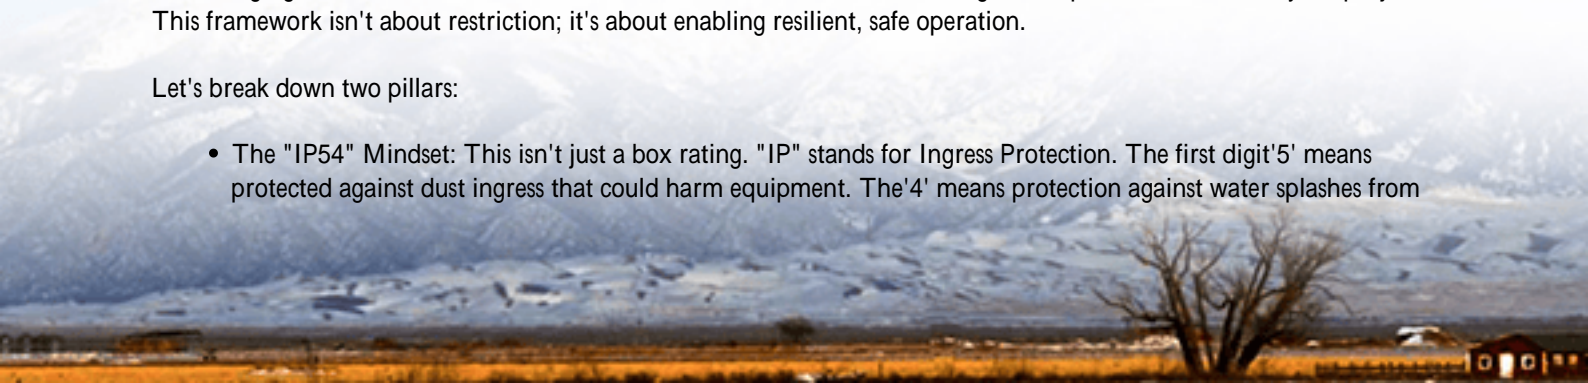 This framework isn't about restriction; it's about enabling resilient, safe operation.
Let's break down two pillars:
• The "IP54" Mindset: This isn't just a box rating. "IP" stands for Ingress Protection. The first digit'5' means
protected against dust ingress that could harm equipment. The'4' means protection against water splashes from